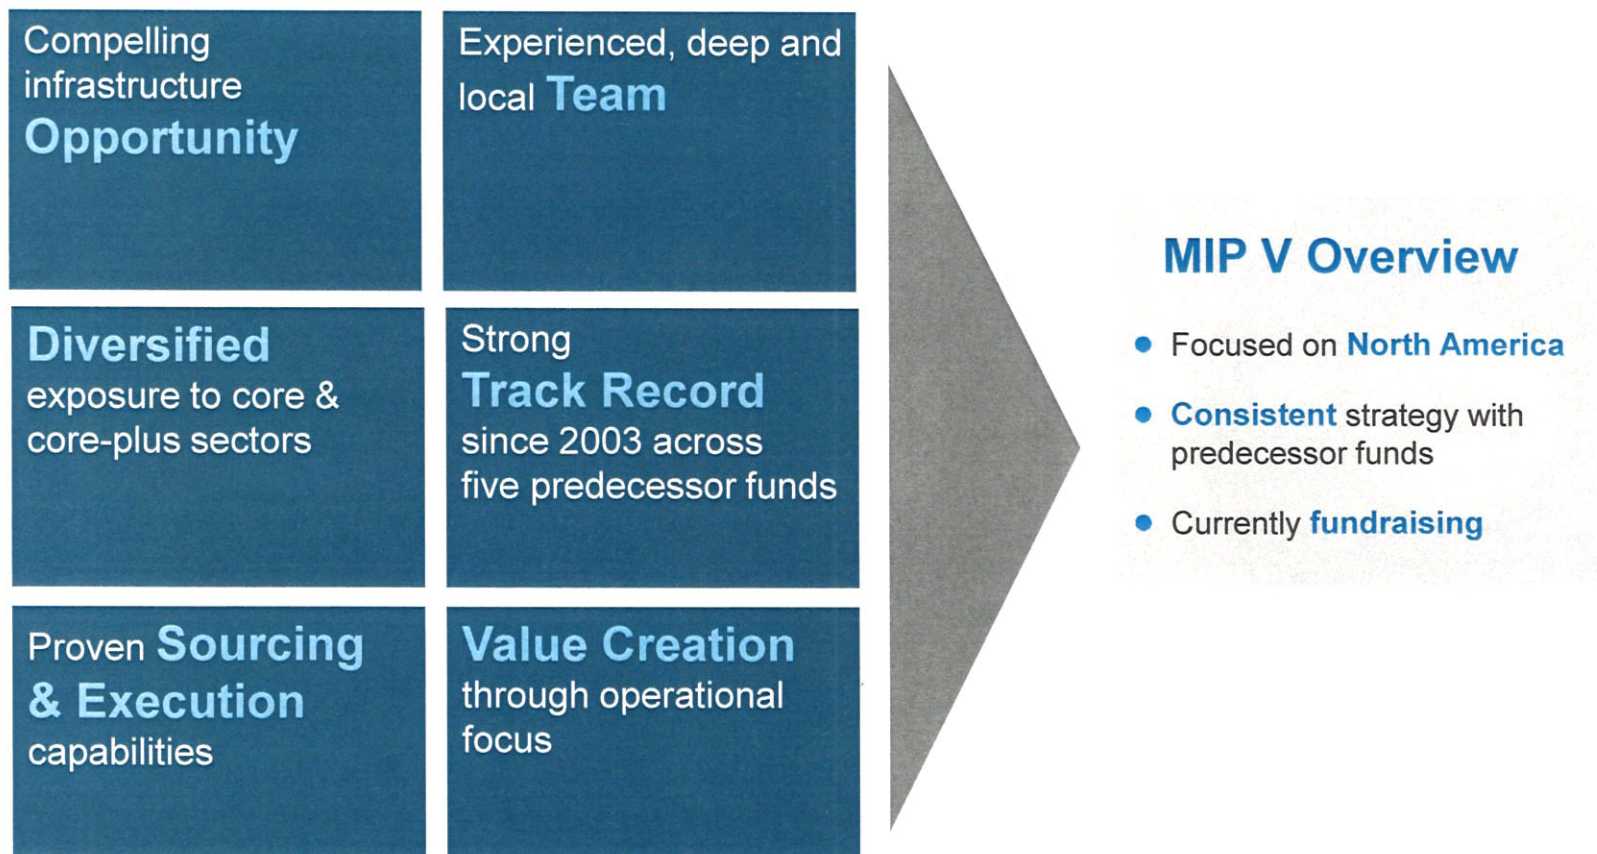 Compelling
infrastructure
Opportunity
Experienced, deep and
local Team
Diversified
exposure to core &
core-plus sectors
Strong
Track Record
since 2003 across
five predecessor funds
Proven Sourcing
& Execution
capabilities
Value Creation
through operational
focus
MIP V Overview
• Focused on North America
• Consistent strategy with
predecessor funds
• Currently fundraising